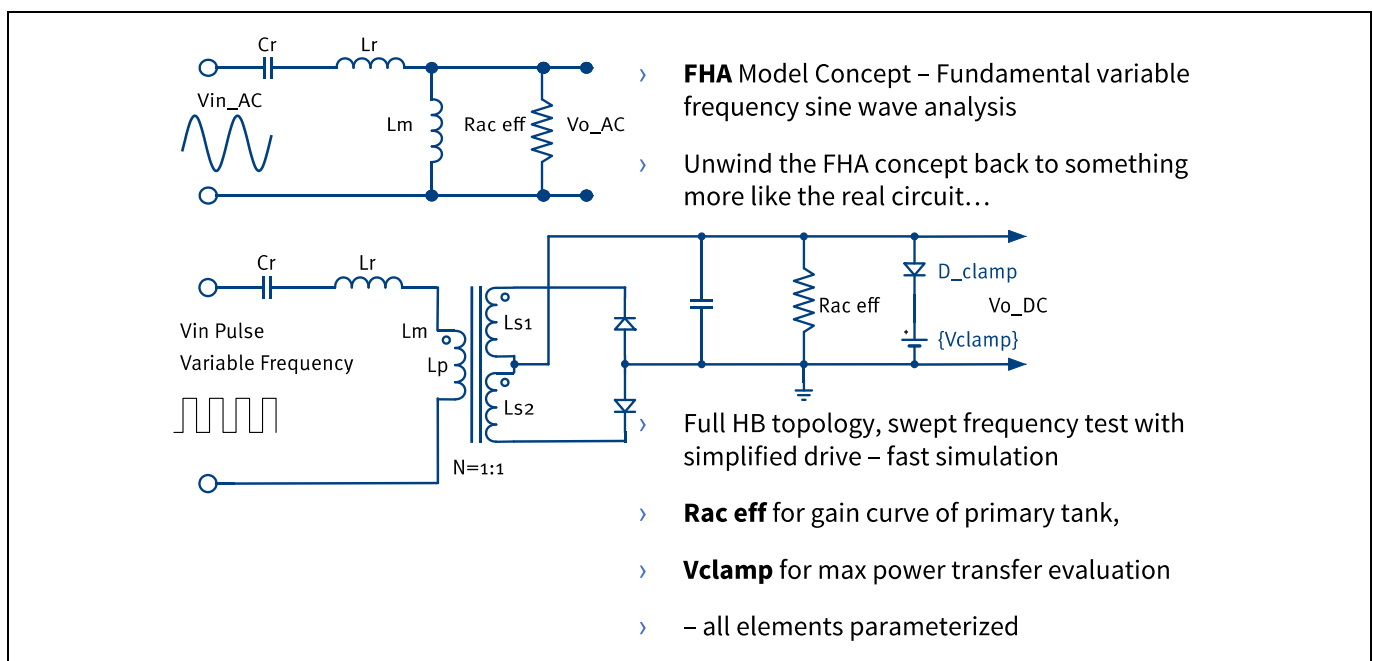 Cr
Lr
Vin_AC
Lm
Rac eff
Vo_AC
› FHA Model Concept – Fundamental variable
frequency sine wave analysis
› Unwind the FHA concept back to something
more like the real circuit…
Cr
Lr
Vin Pulse
Variable Frequency
Lm
Lp
Ls1
Ls2
N=1:1
Rac eff
D_clamp
Vo_DC
+
{Vclamp}
› Full HB topology, swept frequency test with
simplified drive – fast simulation
› Rac eff for gain curve of primary tank,
› Vclamp for max power transfer evaluation
› – all elements parameterized